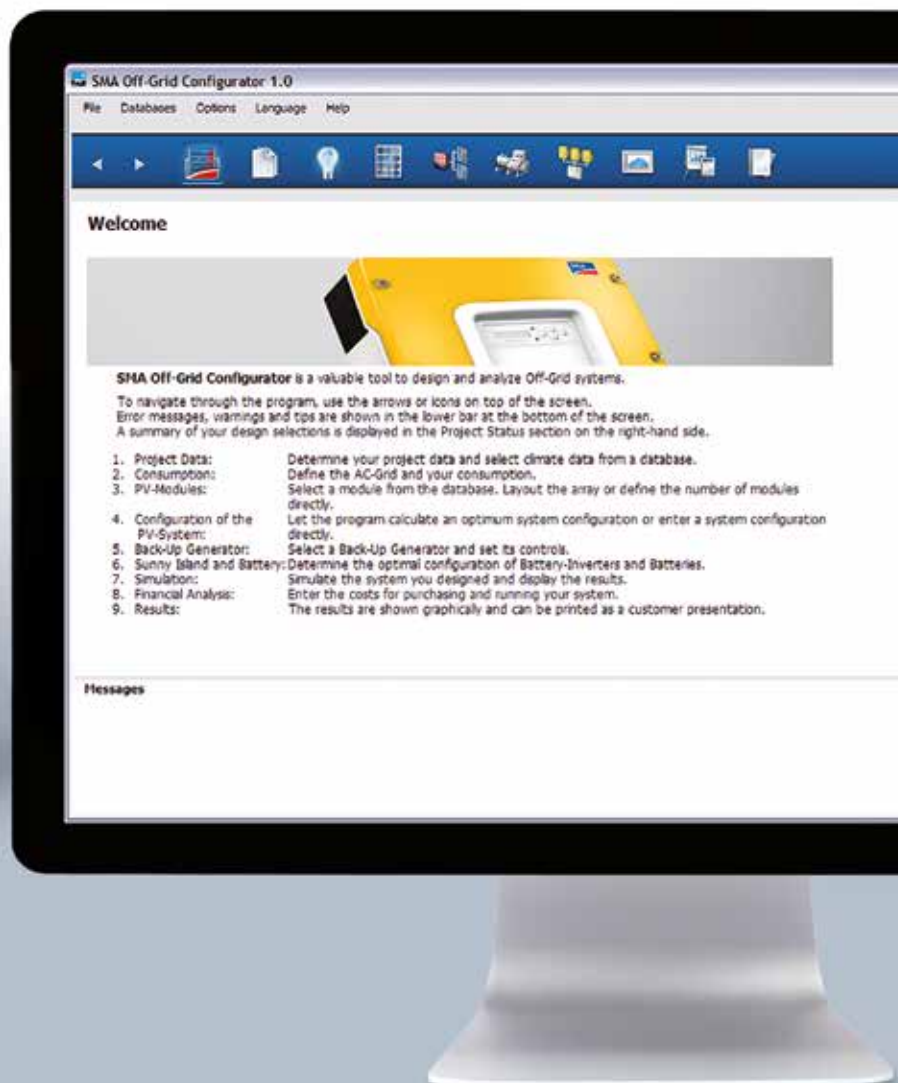 SMA Off-Grid Configurator 1.0
File Databases Options Language Help
Welcome
SMA
SMA Off-Grid Configurator is a valuable tool to design and analyze Off-Grid systems.
To navigate through the program, use the arrows or icons on top of the screen.
Error messages, warnings and tips are shown in the lower bar at the bottom of the screen.
A summary of your design selections is displayed in the Project Status section on the right-hand side.
1. Project Data: Determine your project data and select climate data from a database.
2. Consumption: Define the AC-Grid and your consumption.
3. PV-Modules: Select a module from the database. Layout the array or define the number of modules
directly.
4. Configuration of the Let the program calculate an optimum system configuration or enter a system configuration
PV-System: directly.
5. Back-Up Generator: Select a Back-Up Generator and set its controls.
6. Sunny Island and Battery: Determine the optimal configuration of Battery-Inverters and Batteries.
7. Simulation: Simulate the system you designed and display the results.
8. Financial Analysis: Enter the costs for purchasing and running your system.
9. Results: The results are shown graphically and can be printed as a customer presentation.
Messages